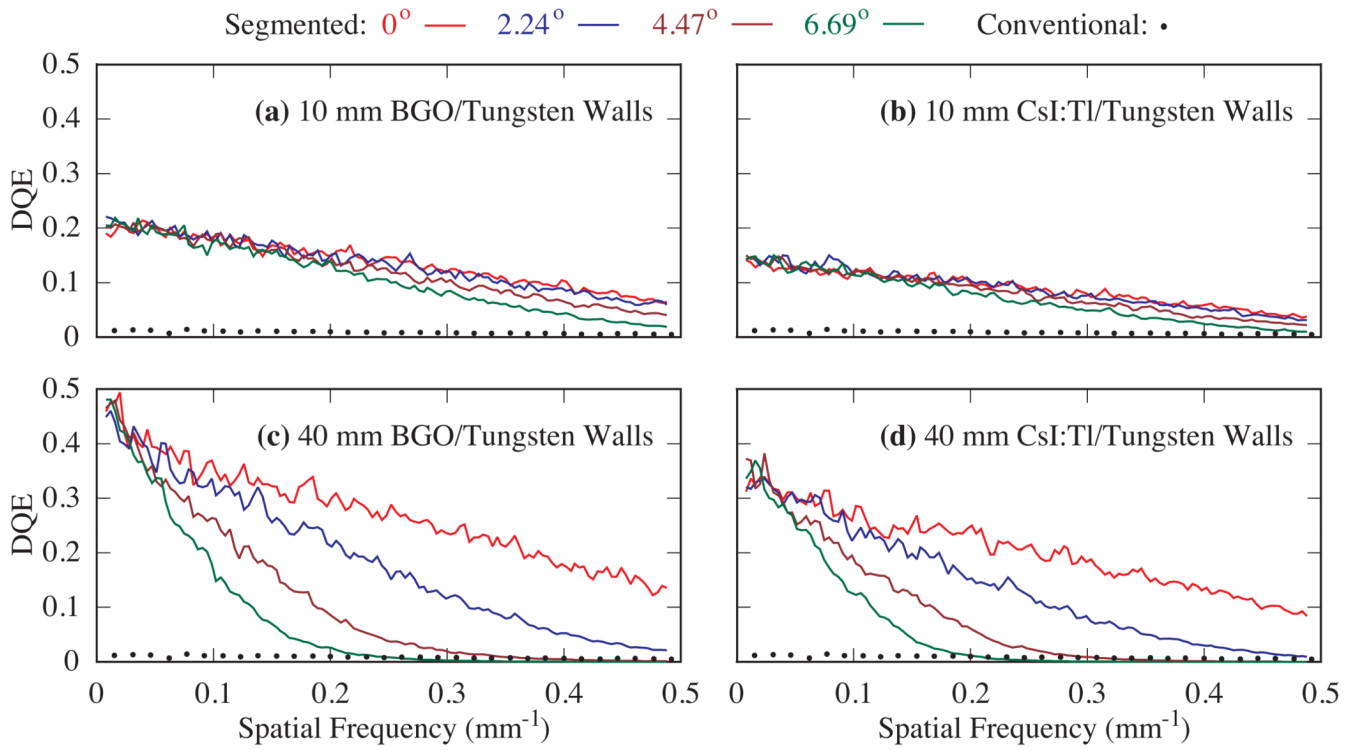 Segmented: 0° 2.24° 4.47° 6.69° Conventional:
0.5
0.4
0.3
0.2
0.1
0
DQE
(a) 10 mm BGO/Tungsten Walls
(b) 10 mm CsI:Tl/Tungsten Walls
0.5
0.4
0.3
0.2
0.1
0
DQE
(c) 40 mm BGO/Tungsten Walls
(d) 40 mm CsI:Tl/Tungsten Walls
0 0.1 0.2 0.3 0.4 0.5 0 0.1 0.2 0.3 0.4 0.5
Spatial Frequency (mm⁻¹) Spatial Frequency (mm⁻¹)